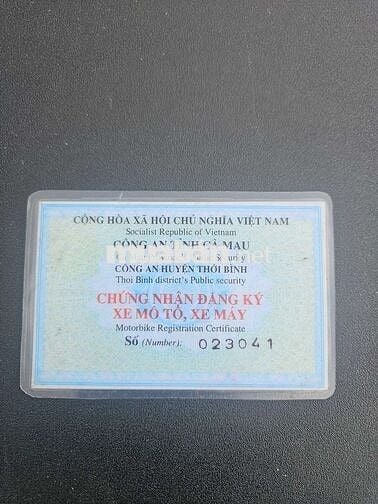 CỘNG HÒA XÃ HỘI CHỦ NGHĨA VIỆT NAM
Socialist Republic of Vietnam
CÔNG AN TỈNH CÀ MAU
Security
CÔNG AN HUYỆN THỚI BÌNH
Thoi Binh district's Public security
CHỨNG NHẬN ĐĂNG KÝ
XE MÔ TÔ, XE MÁY
Motorbike Registration Certificate
Số (Number): 023041